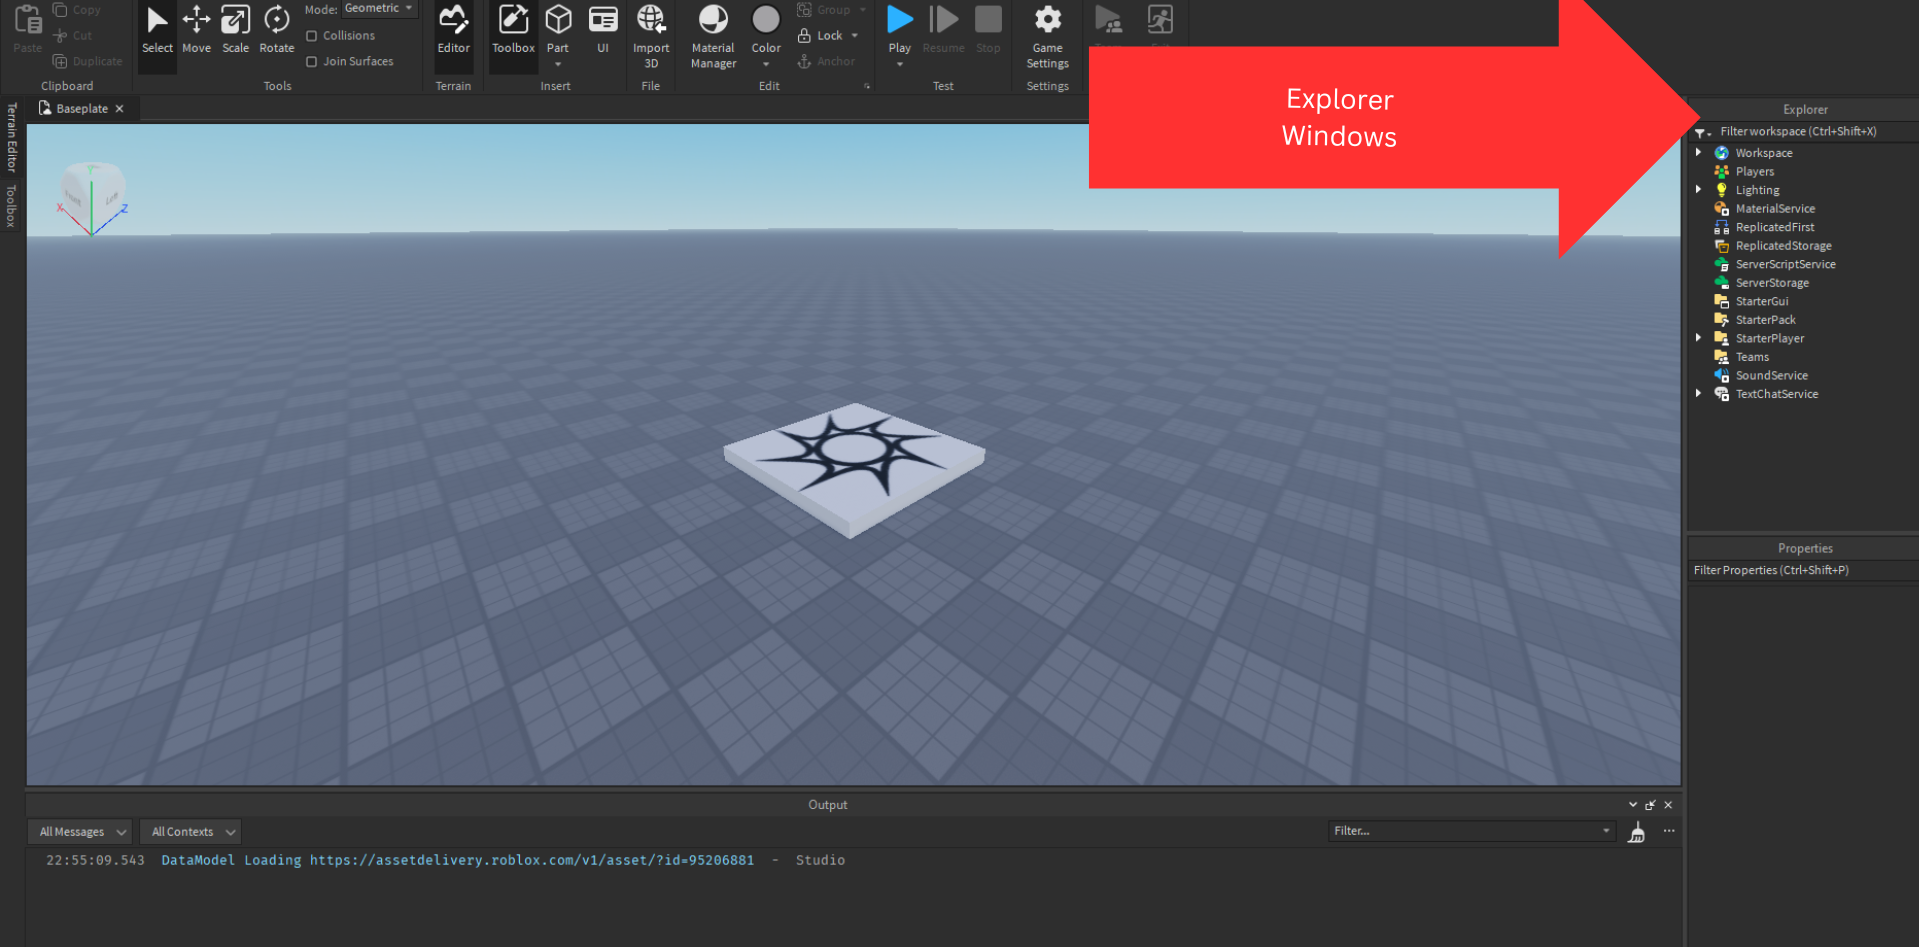 Paste
Copy
Cut
Duplicate
Clipboard
Select
Move
Scale
Rotate
Mode:
Geometric
Collisions
Join Surfaces
Tools
Editor
Terrain
Toolbox
Part
UI
Insert
Import
3D
File
Material
Manager
Color
Group
Lock
Anchor
Edit
Play
Resume
Stop
Test
Game
Settings
Settings
Explorer
Windows
Terrain Editor
Toolbox
Baseplate
Front
Left
X
Y
Z
Explorer
Filter workspace (Ctrl+Shift+X)
Workspace
Players
Lighting
MaterialService
ReplicatedFirst
ReplicatedStorage
ServerScriptService
ServerStorage
StarterGui
StarterPack
StarterPlayer
Teams
SoundService
TextChatService
Properties
Filter Properties (Ctrl+Shift+P)
Output
All Messages
All Contexts
Filter...
22:55:09.543 DataModel Loading https://assetdelivery.roblox.com/v1/asset/?id=95206881 - Studio